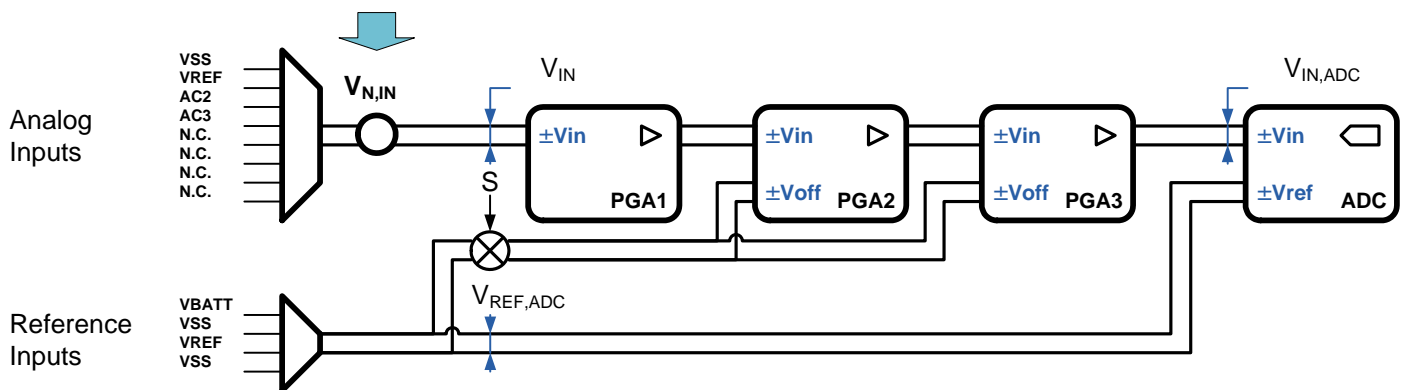 VSS
VREF
AC2
AC3
N.C.
N.C.
N.C.
N.C.
Analog
Inputs
V_N,IN
V_IN
V_IN,ADC
±Vin
PGA1
±Vin
±Voff
PGA2
±Vin
±Voff
PGA3
±Vin
±Vref
ADC
S
V_REF,ADC
VBATT
VSS
VREF
VSS
Reference
Inputs